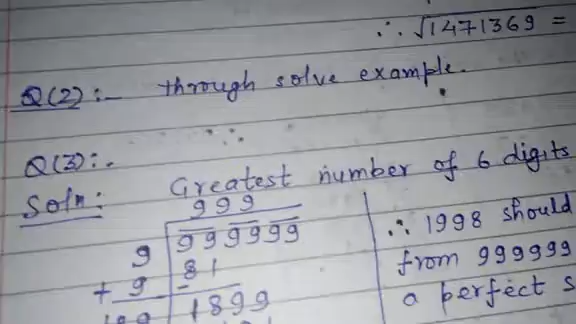 ∴ √1471369 =
Q(2):- through solve example.
Q(3):-
Soln: Greatest number of 6 digits
999
9 999999 ∴ 1998 should
+ 9 - 81 from 999999
189 1899 a perfect s